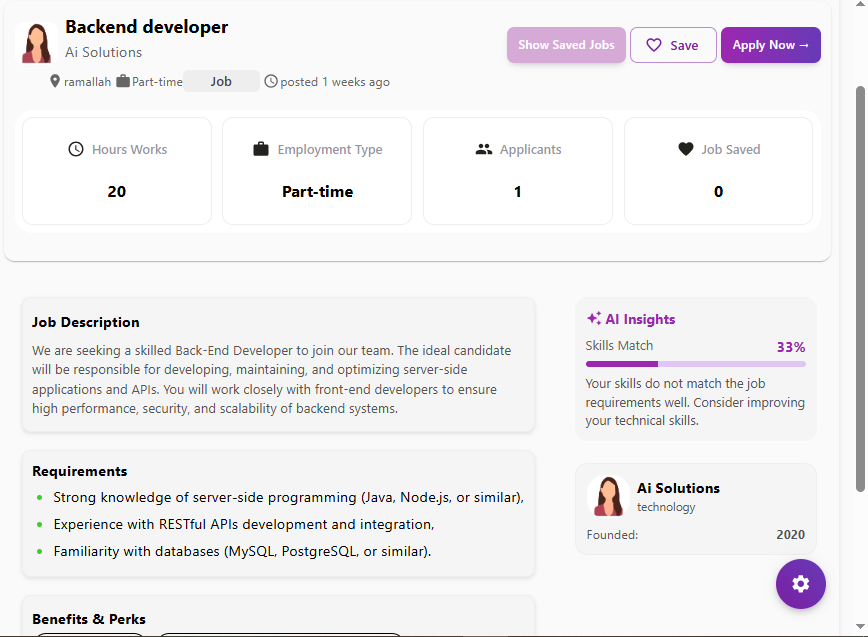 Backend developer
Ai Solutions
Show Saved Jobs
Save
Apply Now →
ramallah Part-time Job posted 1 weeks ago
Hours Works
20
Employment Type
Part-time
Applicants
1
Job Saved
0
Job Description
We are seeking a skilled Back-End Developer to join our team. The ideal candidate
will be responsible for developing, maintaining, and optimizing server-side
applications and APIs. You will work closely with front-end developers to ensure
high performance, security, and scalability of backend systems.
Requirements
Strong knowledge of server-side programming (Java, Node.js, or similar),
Experience with RESTful APIs development and integration,
Familiarity with databases (MySQL, PostgreSQL, or similar).
Benefits & Perks
AI Insights
Skills Match 33%
Your skills do not match the job
requirements well. Consider improving
your technical skills.
Ai Solutions
technology
Founded: 2020